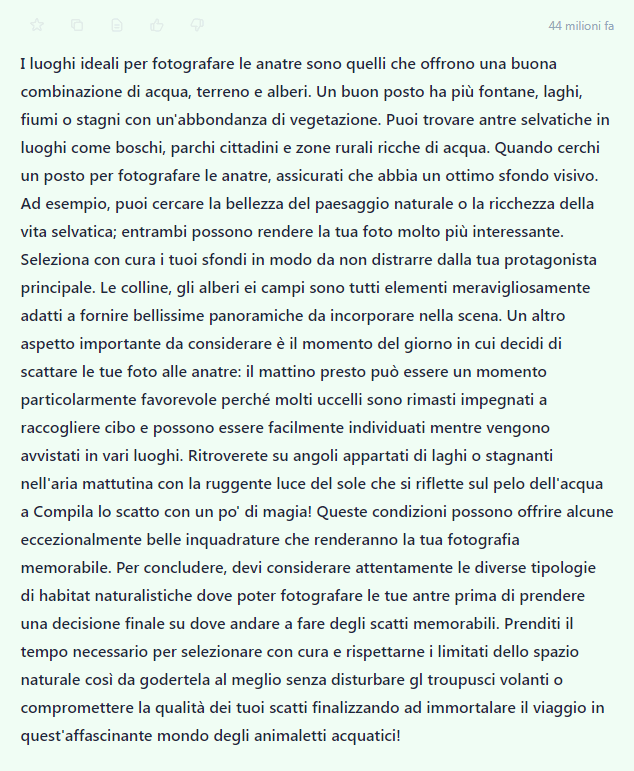 44 milioni fa
I luoghi ideali per fotografare le anatre sono quelli che offrono una buona
combinazione di acqua, terreno e alberi. Un buon posto ha più fontane, laghi,
fiumi o stagni con un'abbondanza di vegetazione. Puoi trovare antre selvatiche in
luoghi come boschi, parchi cittadini e zone rurali ricche di acqua. Quando cerchi
un posto per fotografare le anatre, assicurati che abbia un ottimo sfondo visivo.
Ad esempio, puoi cercare la bellezza del paesaggio naturale o la ricchezza della
vita selvatica; entrambi possono rendere la tua foto molto più interessante.
Seleziona con cura i tuoi sfondi in modo da non distrarre dalla tua protagonista
principale. Le colline, gli alberi ei campi sono tutti elementi meravigliosamente
adatti a fornire bellissime panoramiche da incorporare nella scena. Un altro
aspetto importante da considerare è il momento del giorno in cui decidi di
scattare le tue foto alle anatre: il mattino presto può essere un momento
particolarmente favorevole perché molti uccelli sono rimasti impegnati a
raccogliere cibo e possono essere facilmente individuati mentre vengono
avvistati in vari luoghi. Ritroverete su angoli appartati di laghi o stagnanti
nell'aria mattutina con la ruggente luce del sole che si riflette sul pelo dell'acqua
a Compila lo scatto con un po' di magia! Queste condizioni possono offrire alcune
eccezionalmente belle inquadrature che renderanno la tua fotografia
memorabile. Per concludere, devi considerare attentamente le diverse tipologie
di habitat naturalistiche dove poter fotografare le tue antre prima di prendere
una decisione finale su dove andare a fare degli scatti memorabili. Prenditi il
tempo necessario per selezionare con cura e rispettarne i limitati dello spazio
naturale così da godertela al meglio senza disturbare gl troupusci volanti o
compromettere la qualità dei tuoi scatti finalizzando ad immortalare il viaggio in
quest'affascinante mondo degli animaletti acquatici!